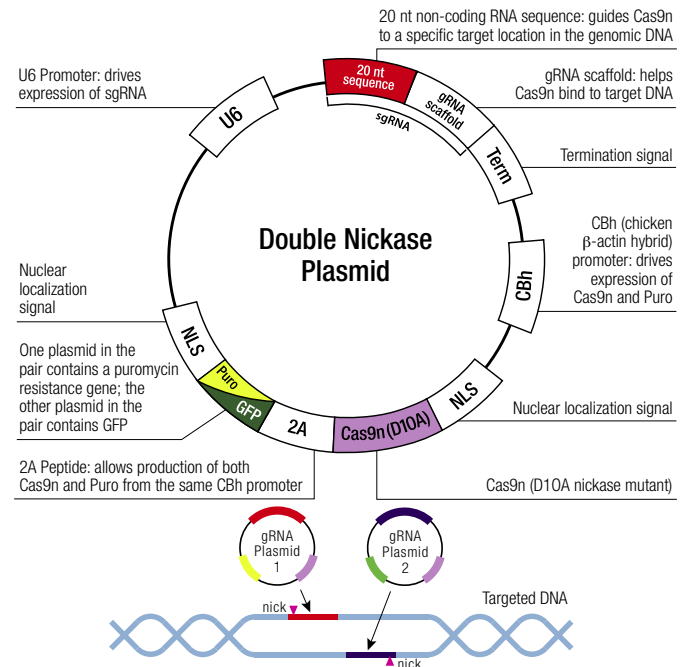 20 nt non-coding RNA sequence: guides Cas9n
to a specific target location in the genomic DNA
U6 Promoter: drives
expression of sgRNA
gRNA scaffold: helps
Cas9n bind to target DNA
20 nt
sequence
gRNA
scaffold
sgRNA
U6
Term
Termination signal
Double Nickase
Plasmid
CBh (chicken
β-actin hybrid)
promoter: drives
expression of
Cas9n and Puro
CBh
Nuclear
localization
signal
NLS
One plasmid in the
pair contains a puromycin
resistance gene; the
other plasmid in the
pair contains GFP
Puro
GFP
2A
Cas9n (D10A)
NLS
Nuclear localization signal
2A Peptide: allows production of both
Cas9n and Puro from the same CBh promoter
Cas9n (D10A nickase mutant)
gRNA
Plasmid
1
gRNA
Plasmid
2
Targeted DNA
nick
nick